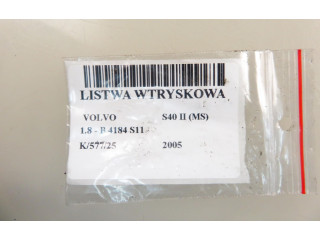 LISTWA WTRYSKOWA
VOLVO S40 II (MS)
1.8 - B 4184 S11
K/577/25 2005